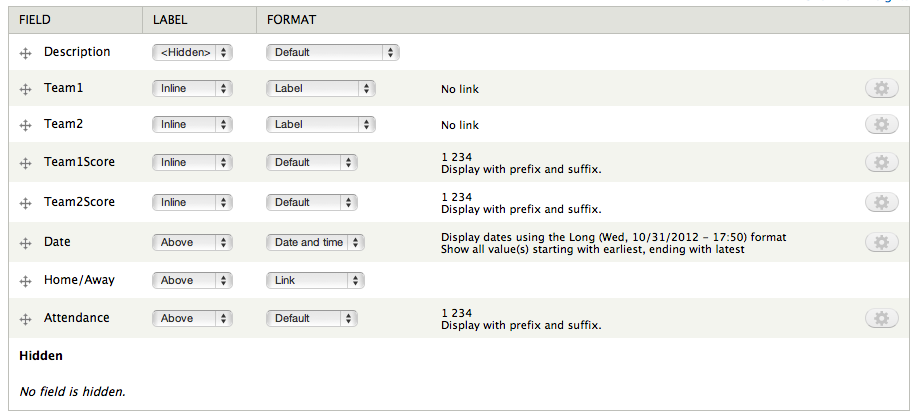 FIELD LABEL FORMAT
Description <Hidden> Default
Team1 Inline Label No link
Team2 Inline Label No link
Team1Score Inline Default 1 234
Display with prefix and suffix.
Team2Score Inline Default 1 234
Display with prefix and suffix.
Date Above Date and time Display dates using the Long (Wed, 10/31/2012 - 17:50) format
Show all value(s) starting with earliest, ending with latest
Home/Away Above Link
Attendance Above Default 1 234
Display with prefix and suffix.
Hidden
No field is hidden.